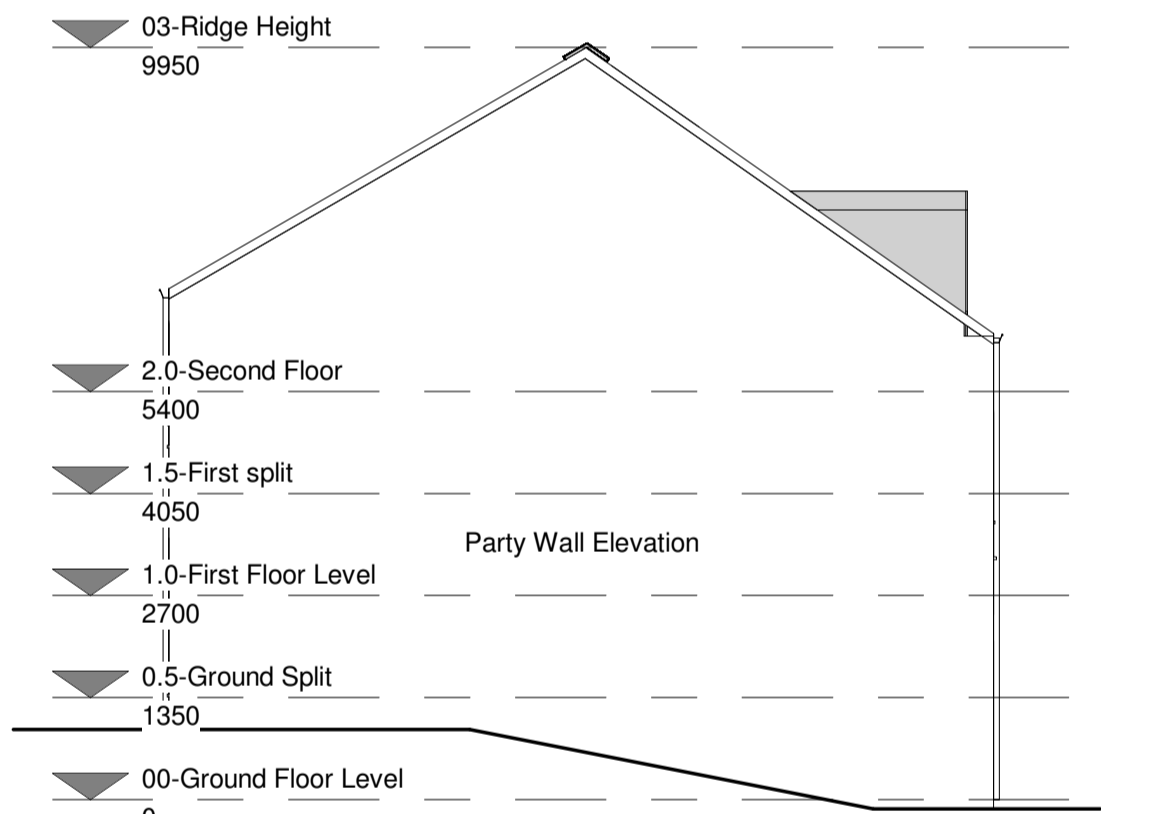 03-Ridge Height
9950
2.0-Second Floor
5400
1.5-First split
4050
Party Wall Elevation
1.0-First Floor Level
2700
0.5-Ground Split
1350
00-Ground Floor Level